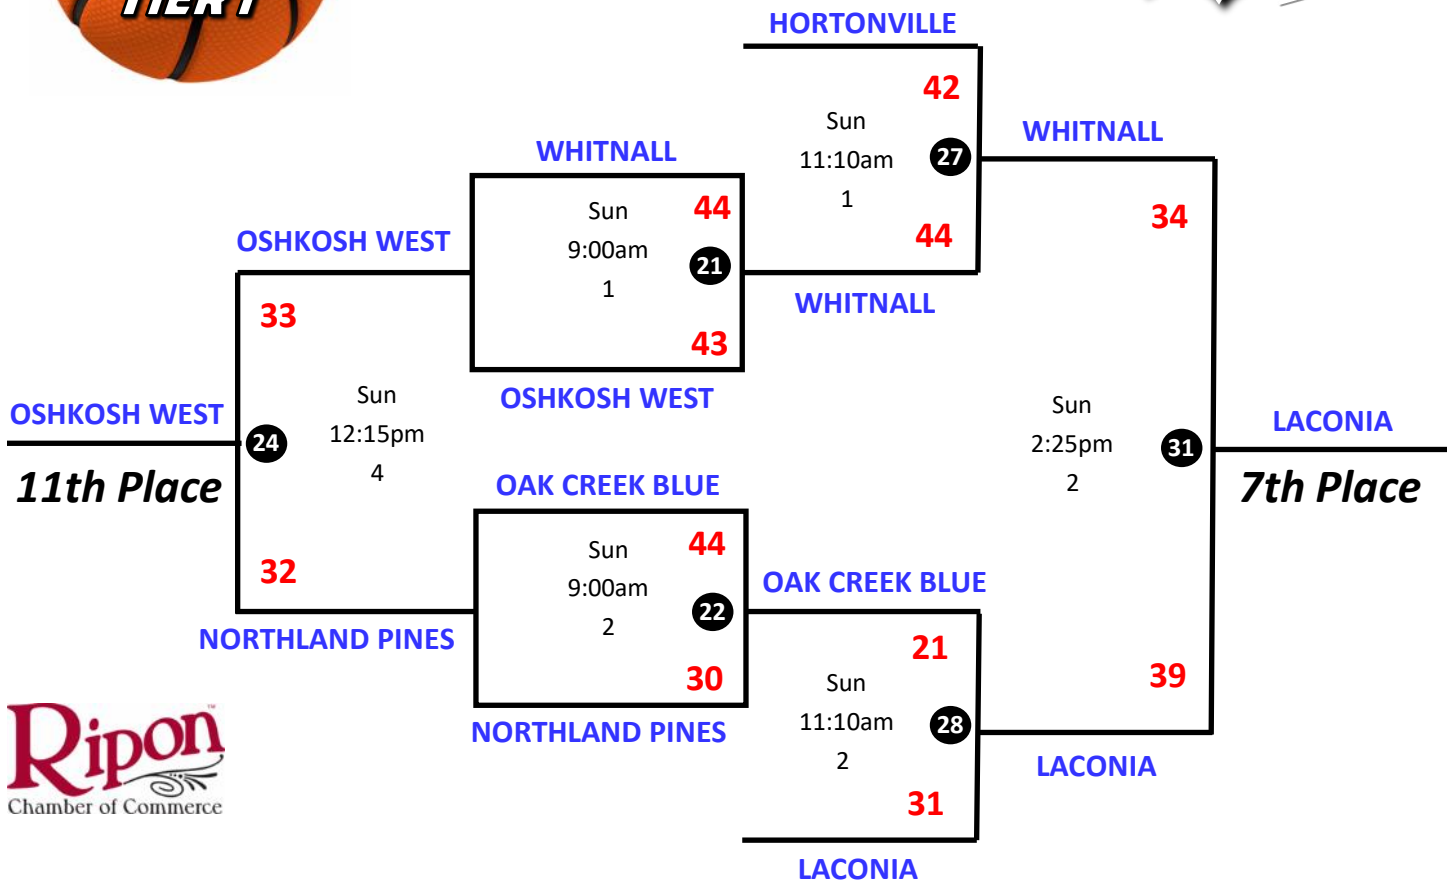 TIER 1
HORTONVILLE
42
Sun
11:10am
1
27
44
WHITNALL
WHITNALL
34
WHITNALL
Sun
9:00am
1
44
21
43
OSHKOSH WEST
OSHKOSH WEST
33
Sun
12:15pm
4
24
OSHKOSH WEST
11th Place
32
NORTHLAND PINES
OAK CREEK BLUE
Sun
9:00am
2
44
22
30
NORTHLAND PINES
OAK CREEK BLUE
21
Sun
11:10am
2
28
31
LACONIA
Sun
2:25pm
2
31
39
LACONIA
LACONIA
7th Place
Ripon
Chamber of Commerce